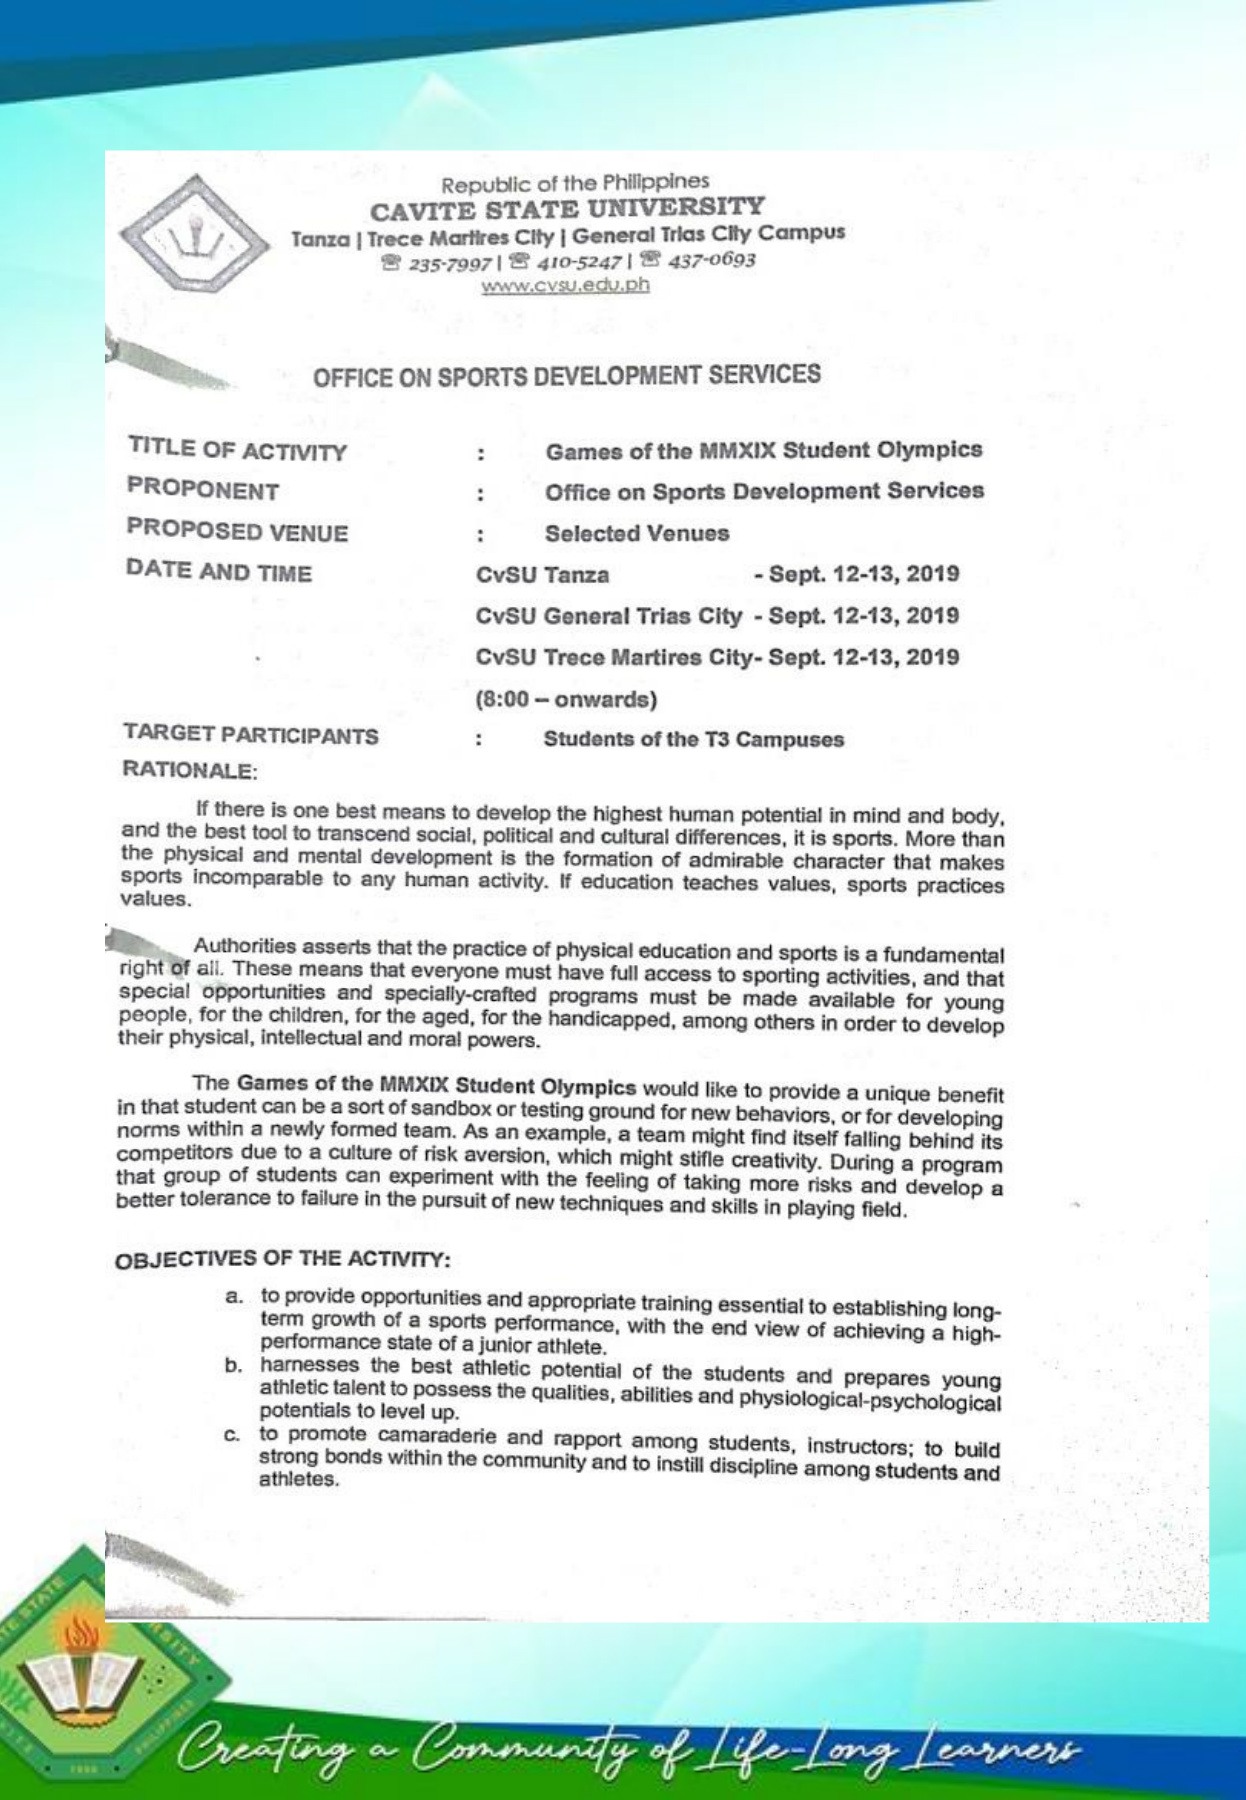 Republic of the Philippines
CAVITE STATE UNIVERSITY
Tanza | Trece Martires City | General Trias City Campus
☏ 235-7997 | ☏ 410-5247 | ☏ 437-0693
www.cvsu.edu.ph
OFFICE ON SPORTS DEVELOPMENT SERVICES
TITLE OF ACTIVITY : Games of the MMXIX Student Olympics
PROPONENT : Office on Sports Development Services
PROPOSED VENUE : Selected Venues
DATE AND TIME CvSU Tanza - Sept. 12-13, 2019
CvSU General Trias City - Sept. 12-13, 2019
CvSU Trece Martires City- Sept. 12-13, 2019
(8:00 – onwards)
TARGET PARTICIPANTS : Students of the T3 Campuses
RATIONALE:
If there is one best means to develop the highest human potential in mind and body,
and the best tool to transcend social, political and cultural differences, it is sports. More than
the physical and mental development is the formation of admirable character that makes
sports incomparable to any human activity. If education teaches values, sports practices
values.
Authorities asserts that the practice of physical education and sports is a fundamental
right of all. These means that everyone must have full access to sporting activities, and that
special opportunities and specially-crafted programs must be made available for young
people, for the children, for the aged, for the handicapped, among others in order to develop
their physical, intellectual and moral powers.
The Games of the MMXIX Student Olympics would like to provide a unique benefit
in that student can be a sort of sandbox or testing ground for new behaviors, or for developing
norms within a newly formed team. As an example, a team might find itself falling behind its
competitors due to a culture of risk aversion, which might stifle creativity. During a program
that group of students can experiment with the feeling of taking more risks and develop a
better tolerance to failure in the pursuit of new techniques and skills in playing field.
OBJECTIVES OF THE ACTIVITY:
a. to provide opportunities and appropriate training essential to establishing long-
term growth of a sports performance, with the end view of achieving a high-
performance state of a junior athlete.
b. harnesses the best athletic potential of the students and prepares young
athletic talent to possess the qualities, abilities and physiological-psychological
potentials to level up.
c. to promote camaraderie and rapport among students, instructors; to build
strong bonds within the community and to instill discipline among students and
athletes.
Creating a Community of Life-Long Learners